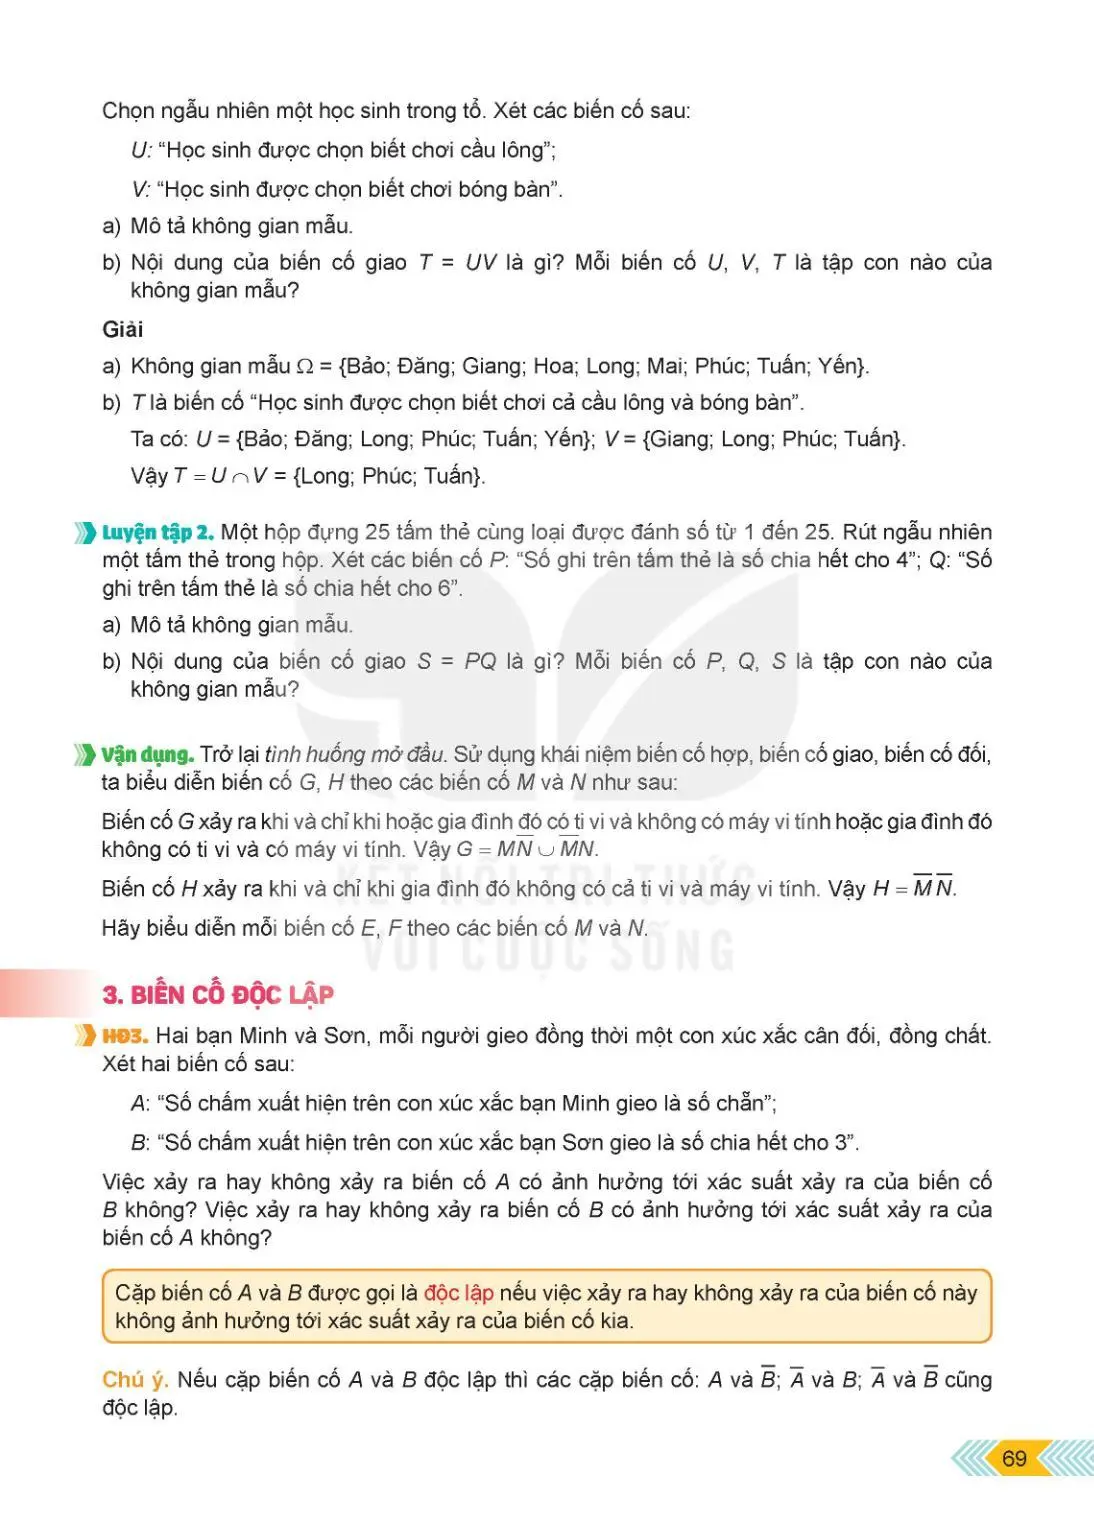 Chọn ngẫu nhiên một học sinh trong tổ. Xét các biến cố sau:
U: “Học sinh được chọn biết chơi cầu lông”;
V: “Học sinh được chọn biết chơi bóng bàn”.
a) Mô tả không gian mẫu.
b) Nội dung của biến cố giao T = UV là gì? Mỗi biến cố U, V, T là tập con nào của
không gian mẫu?
Giải
a) Không gian mẫu Ω = {Bảo; Đăng; Giang; Hoa; Long; Mai; Phúc; Tuấn; Yến}.
b) T là biến cố “Học sinh được chọn biết chơi cả cầu lông và bóng bàn”.
Ta có: U = {Bảo; Đăng; Long; Phúc; Tuấn; Yến}; V = {Giang; Long; Phúc; Tuấn}.
Vậy T = U ∩ V = {Long; Phúc; Tuấn}.
Luyện tập 2. Một hộp đựng 25 tấm thẻ cùng loại được đánh số từ 1 đến 25. Rút ngẫu nhiên
một tấm thẻ trong hộp. Xét các biến cố P: “Số ghi trên tấm thẻ là số chia hết cho 4”; Q: “Số
ghi trên tấm thẻ là số chia hết cho 6”.
a) Mô tả không gian mẫu.
b) Nội dung của biến cố giao S = PQ là gì? Mỗi biến cố P, Q, S là tập con nào của
không gian mẫu?
Vận dụng. Trở lại tình huống mở đầu. Sử dụng khái niệm biến cố hợp, biến cố giao, biến cố đối,
ta biểu diễn biến cố G, H theo các biến cố M và N như sau:
Biến cố G xảy ra khi và chỉ khi hoặc gia đình đó có ti vi và không có máy vi tính hoặc gia đình đó
không có ti vi và có máy vi tính. Vậy G = MN̅ ∪ M̅N.
Biến cố H xảy ra khi và chỉ khi gia đình đó không có cả ti vi và máy vi tính. Vậy H = M̅ N̅.
Hãy biểu diễn mỗi biến cố E, F theo các biến cố M và N.
KẾT NỐI TRI THỨC
VỚI CUỘC SỐNG
3. BIẾN CỐ ĐỘC LẬP
HĐ3. Hai bạn Minh và Sơn, mỗi người gieo đồng thời một con xúc xắc cân đối, đồng chất.
Xét hai biến cố sau:
A: “Số chấm xuất hiện trên con xúc xắc bạn Minh gieo là số chẵn”;
B: “Số chấm xuất hiện trên con xúc xắc bạn Sơn gieo là số chia hết cho 3”.
Việc xảy ra hay không xảy ra biến cố A có ảnh hưởng tới xác suất xảy ra của biến cố
B không? Việc xảy ra hay không xảy ra biến cố B có ảnh hưởng tới xác suất xảy ra của
biến cố A không?
Cặp biến cố A và B được gọi là độc lập nếu việc xảy ra hay không xảy ra của biến cố này
không ảnh hưởng tới xác suất xảy ra của biến cố kia.
Chú ý. Nếu cặp biến cố A và B độc lập thì các cặp biến cố: A và B̅; A̅ và B; A̅ và B̅ cũng
độc lập.
69